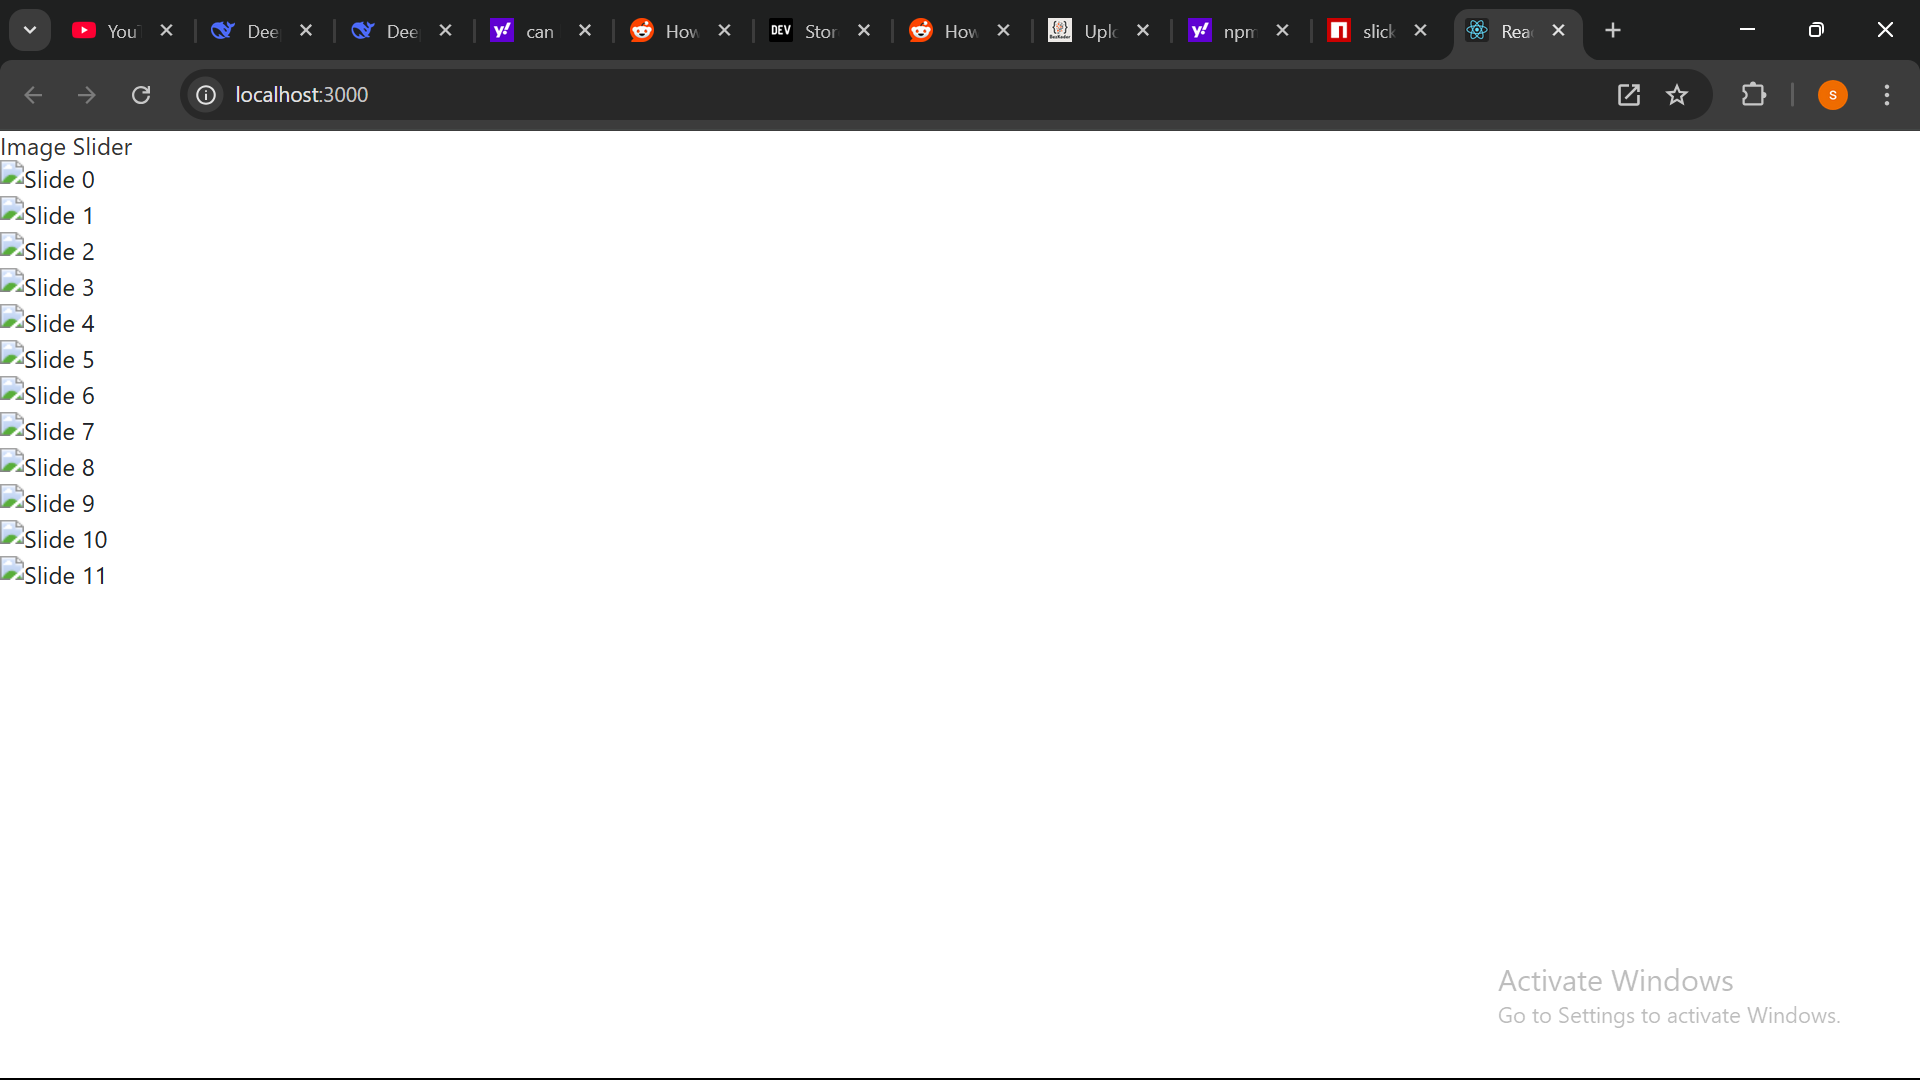 You
Dee
Dee
can
How
DEV Stor
How
Uplo
npm
slick
Rea
localhost:3000
S
Image Slider
Slide 0
Slide 1
Slide 2
Slide 3
Slide 4
Slide 5
Slide 6
Slide 7
Slide 8
Slide 9
Slide 10
Slide 11
Activate Windows
Go to Settings to activate Windows.